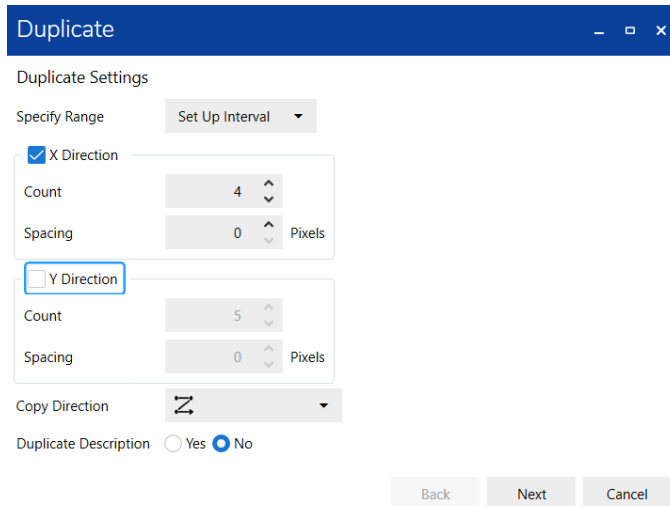 Duplicate
Duplicate Settings
Specify Range Set Up Interval
X Direction
Count 4
Spacing 0 Pixels
Y Direction
Count 5
Spacing 0 Pixels
Copy Direction
Duplicate Description Yes No
Back Next Cancel